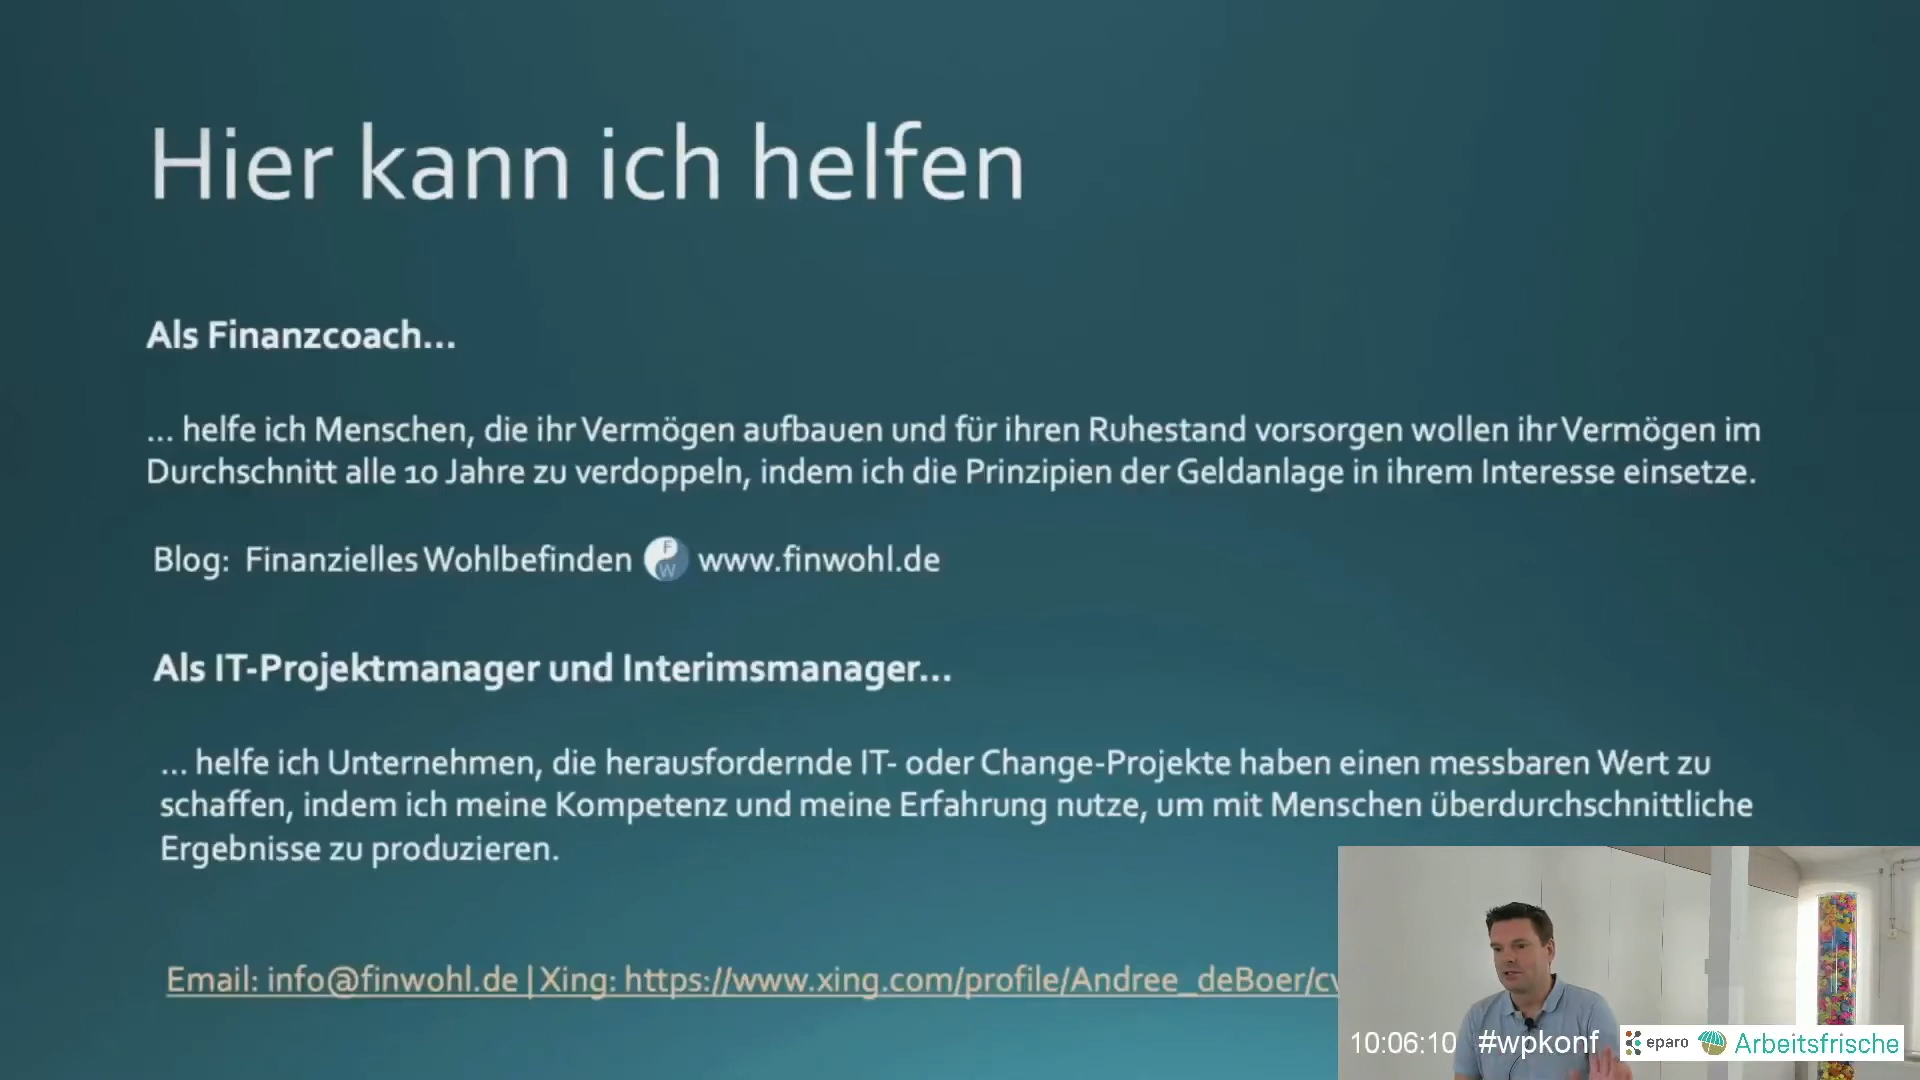 Hier kann ich helfen
Als Finanzcoach...
... helfe ich Menschen, die ihr Vermögen aufbauen und für ihren Ruhestand vorsorgen wollen ihr Vermögen im
Durchschnitt alle 10 Jahre zu verdoppeln, indem ich die Prinzipien der Geldanlage in ihrem Interesse einsetze.
Blog: Finanzielles Wohlbefinden FW www.finwohl.de
Als IT-Projektmanager und Interimsmanager...
... helfe ich Unternehmen, die herausfordernde IT- oder Change-Projekte haben einen messbaren Wert zu
schaffen, indem ich meine Kompetenz und meine Erfahrung nutze, um mit Menschen überdurchschnittliche
Ergebnisse zu produzieren.
Email: info@finwohl.de | Xing: https://www.xing.com/profile/Andree_deBoer/cv
10:06:10 #wpkonf eparo Arbeitsfrische